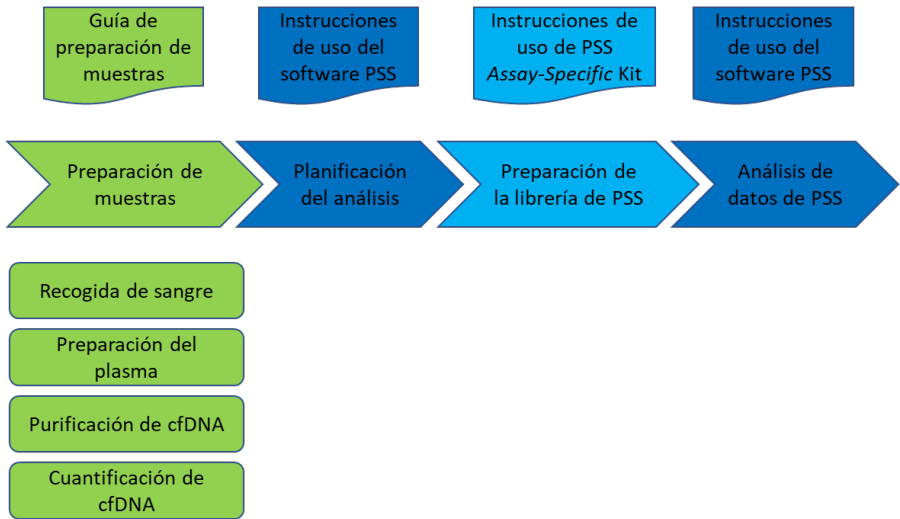 Guía de
preparación de
muestras
Instrucciones
de uso del
software PSS
Instrucciones de
uso de PSS
Assay-Specific Kit
Instrucciones
de uso del
software PSS
Preparación de
muestras
Planificación
del análisis
Preparación de
la librería de PSS
Análisis de
datos de PSS
Recogida de sangre
Preparación del
plasma
Purificación de cfDNA
Cuantificación de
cfDNA